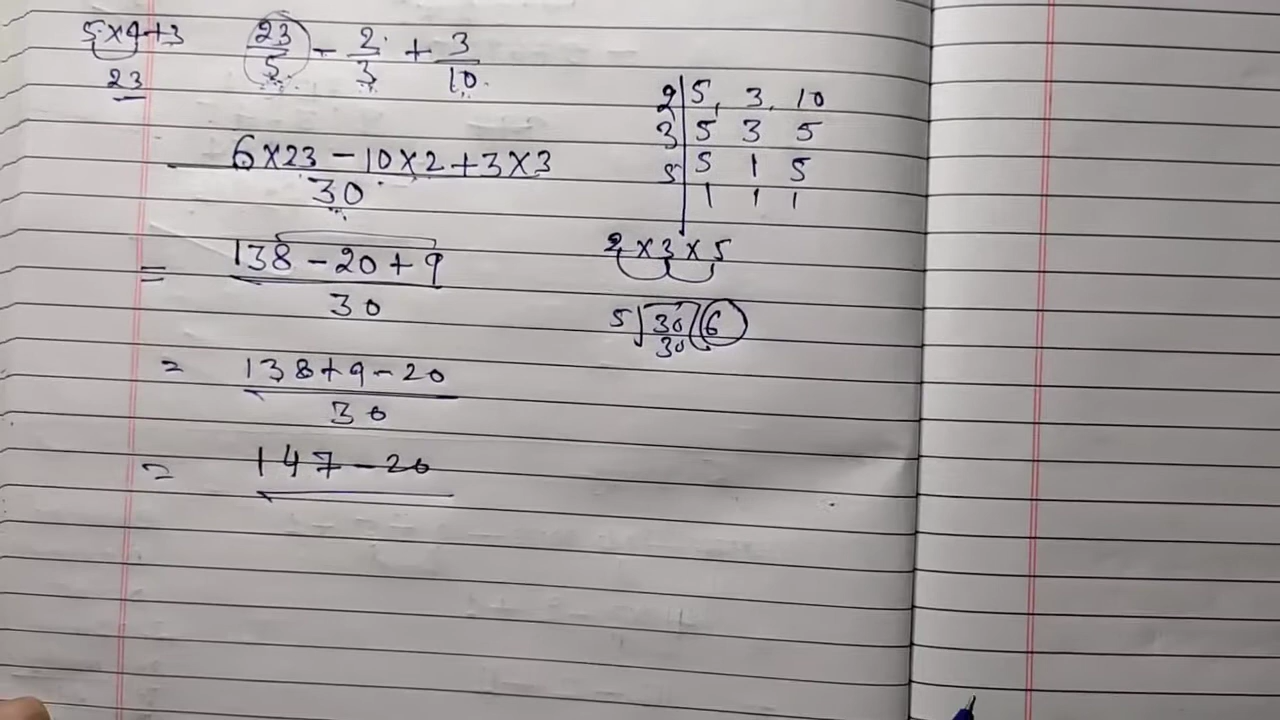 5×4+3
23
23/5 - 2/3 + 3/10
6×23 - 10×2 + 3×3
30
= 138 - 20 + 9
30
= 138+9-20
30
= 147-20
2 | 5, 3, 10
3 | 5 3 5
5 | 5 1 5
1 1 1
2×3×5
5 ) 30 ( 6
30